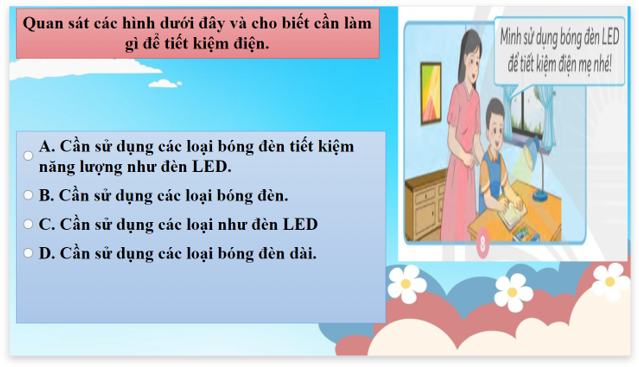 Quan sát các hình dưới đây và cho biết cần làm
gì để tiết kiệm điện.
A. Cần sử dụng các loại bóng đèn tiết kiệm
năng lượng như đèn LED.
B. Cần sử dụng các loại bóng đèn.
C. Cần sử dụng các loại như đèn LED
D. Cần sử dụng các loại bóng đèn dài.
Mình sử dụng bóng đèn LED
để tiết kiệm điện mẹ nhé!
8